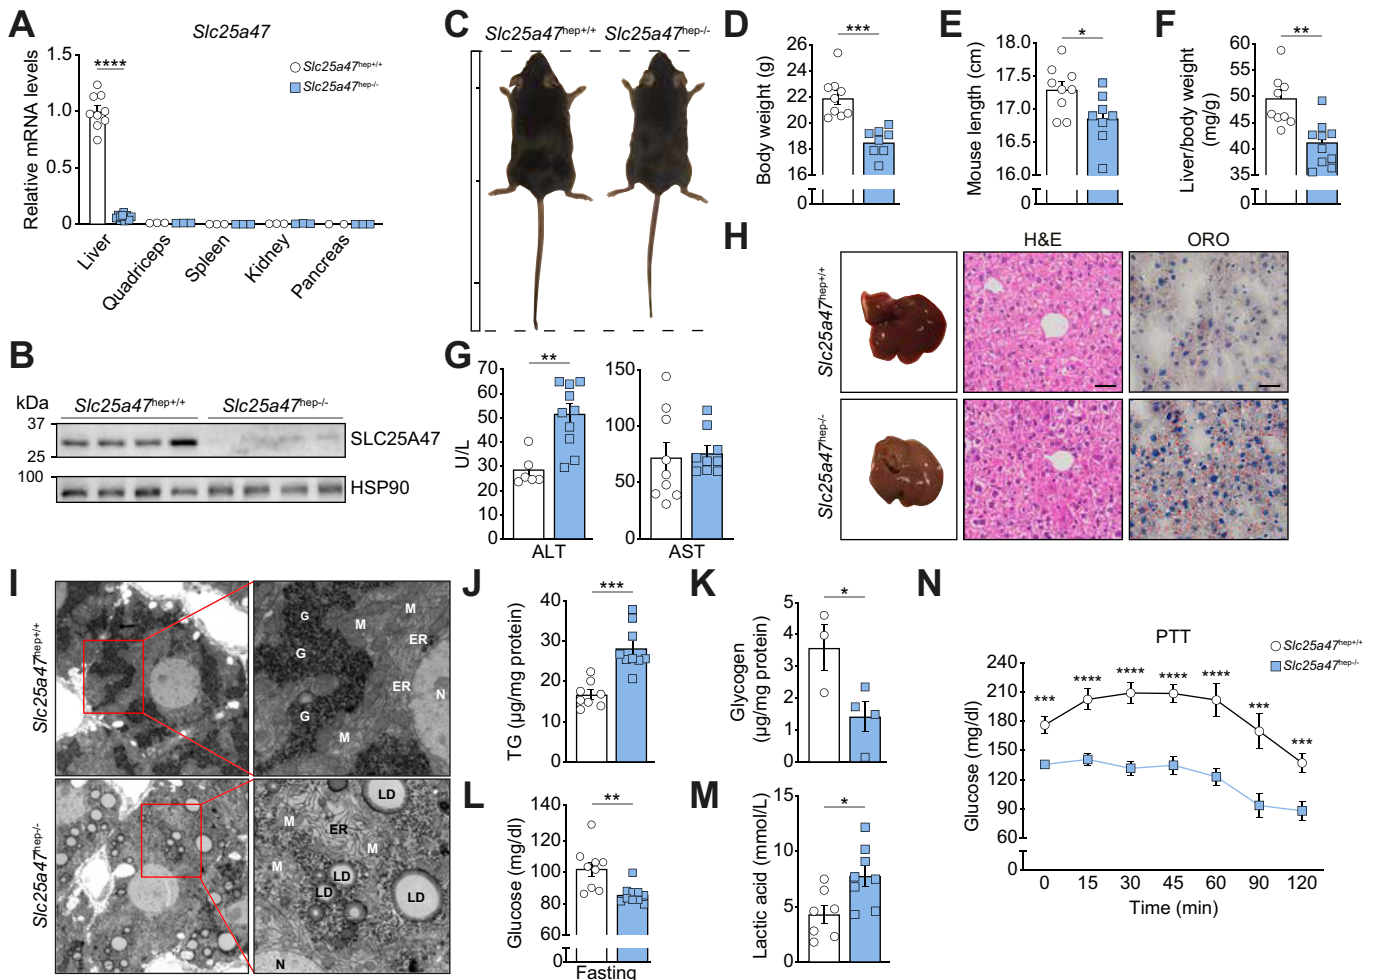 A
Slc25a47
Relative mRNA levels
1.5
1.0
0.5
0
****
Slc25a47hep+/+
Slc25a47hep-/-
Liver
Quadriceps
Spleen
Kidney
Pancreas
B
kDa
Slc25a47hep+/+
Slc25a47hep-/-
37
25
100
SLC25A47
HSP90
C
Slc25a47hep+/+
Slc25a47hep-/-
D
Body weight (g)
26
24
22
20
18
16
0
***
E
Mouse length (cm)
18.0
17.5
17.0
16.5
16.0
0
*
F
Liver/body weight
(mg/g)
60
55
50
45
40
35
0
**
G
U/L
70
60
50
40
30
20
10
0
**
ALT
150
100
50
0
AST
H
H&E
ORO
Slc25a47hep+/+
Slc25a47hep-/-
I
Slc25a47hep+/+
G
G
G
M
M
M
ER
ER
N
Slc25a47hep-/-
LD
M
ER
M
M
LD
LD
LD
N
J
TG (µg/mg protein)
40
30
20
10
0
***
K
Glycogen
(µg/mg protein)
5
4
3
2
1
0
*
L
Glucose (mg/dl)
140
120
100
80
60
0
**
Fasting
M
Lactic acid (mmol/L)
15
10
5
0
*
N
PTT
Slc25a47hep+/+
Slc25a47hep-/-
Glucose (mg/dl)
240
210
180
150
120
90
60
0
***
****
****
****
****
***
***
0
15
30
45
60
90
120
Time (min)